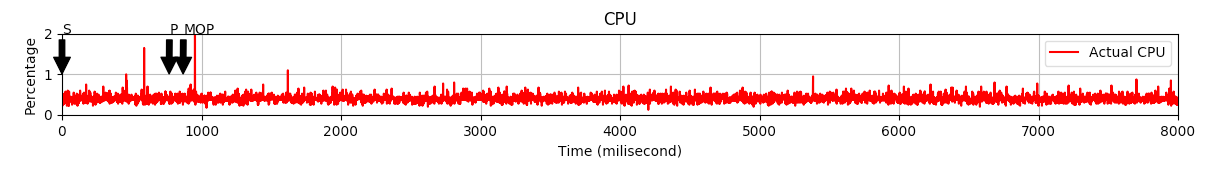 CPU
S P MOP
Percentage
2
1
0
Actual CPU
0 1000 2000 3000 4000 5000 6000 7000 8000
Time (milisecond)